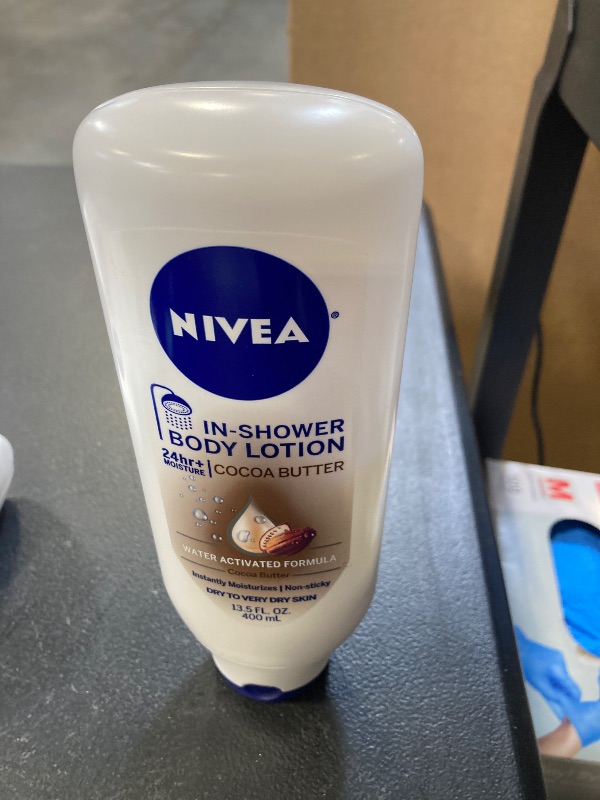 NIVEA®
IN-SHOWER
BODY LOTION
24hr+
MOISTURE
COCOA BUTTER
WATER ACTIVATED FORMULA
Cocoa Butter
Instantly Moisturizes | Non-sticky
DRY TO VERY DRY SKIN
13.5 FL. OZ.
400 mL
M